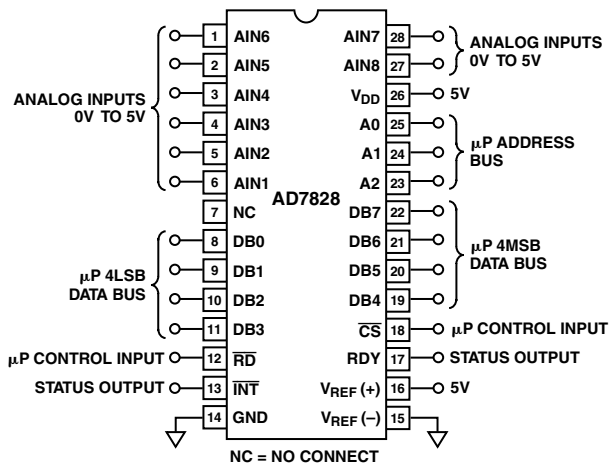 1 AIN6 AIN7 28
2 AIN5 AIN8 27
ANALOG INPUTS
0V TO 5V
ANALOG INPUTS
0V TO 5V
3 AIN4 VDD 26 5V
4 AIN3 A0 25
5 AIN2 A1 24
6 AIN1 A2 23
μP ADDRESS
BUS
AD7828
7 NC DB7 22
8 DB0 DB6 21
9 DB1 DB5 20
10 DB2 DB4 19
μP 4LSB
DATA BUS
μP 4MSB
DATA BUS
11 DB3 C̅S̅ 18 μP CONTROL INPUT
μP CONTROL INPUT 12 R̅D̅ RDY 17 STATUS OUTPUT
STATUS OUTPUT 13 I̅N̅T̅ VREF (+) 16 5V
14 GND VREF (–) 15
NC = NO CONNECT